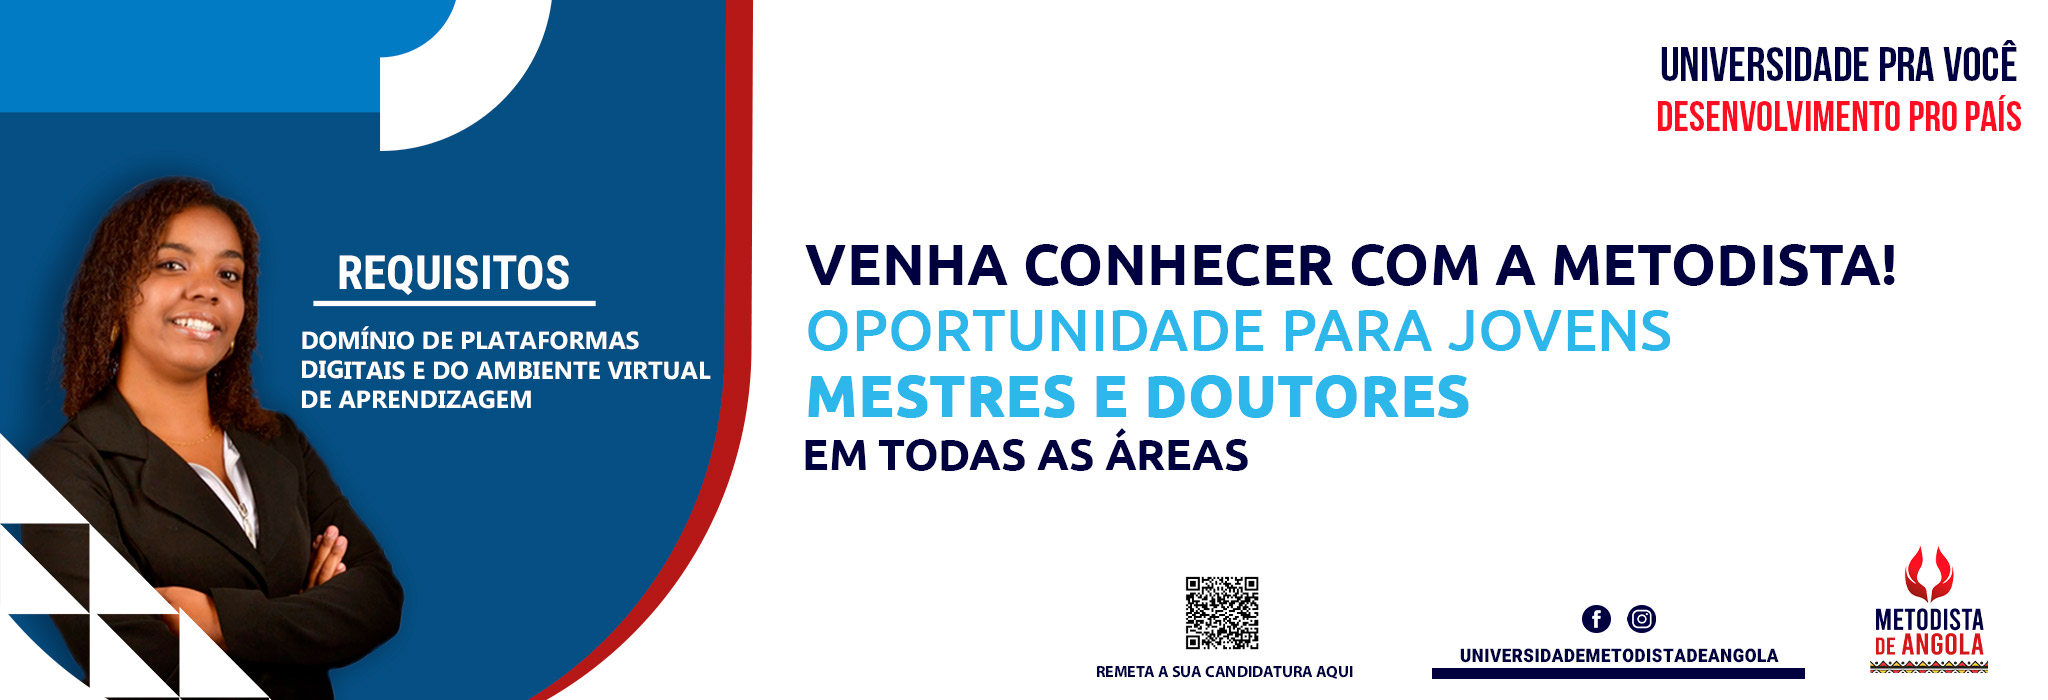 UNIVERSIDADE PRA VOCÊ
DESENVOLVIMENTO PRO PAÍS
REQUISITOS
DOMÍNIO DE PLATAFORMAS
DIGITAIS E DO AMBIENTE VIRTUAL
DE APRENDIZAGEM
VENHA CONHECER COM A METODISTA!
OPORTUNIDADE PARA JOVENS
MESTRES E DOUTORES
EM TODAS AS ÁREAS
REMETA A SUA CANDIDATURA AQUI
UNIVERSIDADEMETODISTADEANGOLA
METODISTA
DE ANGOLA